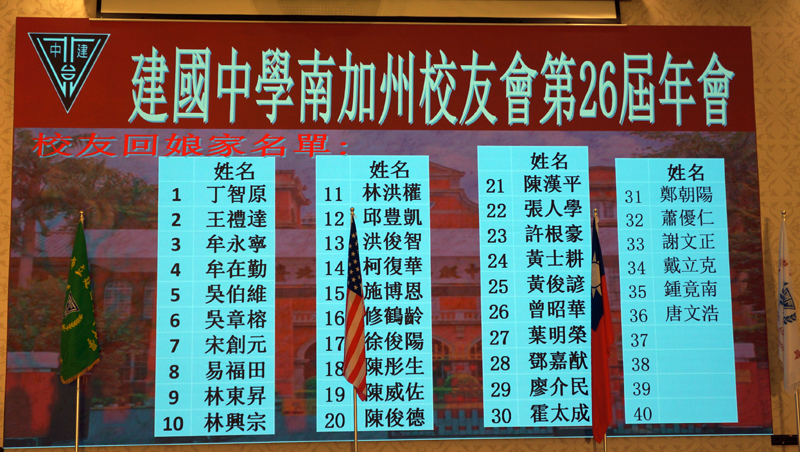 中建
台
建國中學南加州校友會第26屆年會
校友回娘家名單：
姓名
1 丁智原
2 王禮達
3 牟永寧
4 牟在勤
5 吳伯維
6 吳章榕
7 宋創元
8 易福田
9 林東昇
10 林興宗
姓名
11 林洪權
12 邱豊凱
13 洪俊智
14 柯復華
15 施博恩
16 修鶴齡
17 徐俊陽
18 陳彤生
19 陳威佐
20 陳俊德
姓名
21 陳漢平
22 張人學
23 許根豪
24 黃士耕
25 黃俊諺
26 曾昭華
27 葉明榮
28 鄧嘉猷
29 廖介民
30 霍太成
姓名
31 鄭朝陽
32 蕭優仁
33 謝文正
34 戴立克
35 鍾竟南
36 唐文浩
37
38
39
40